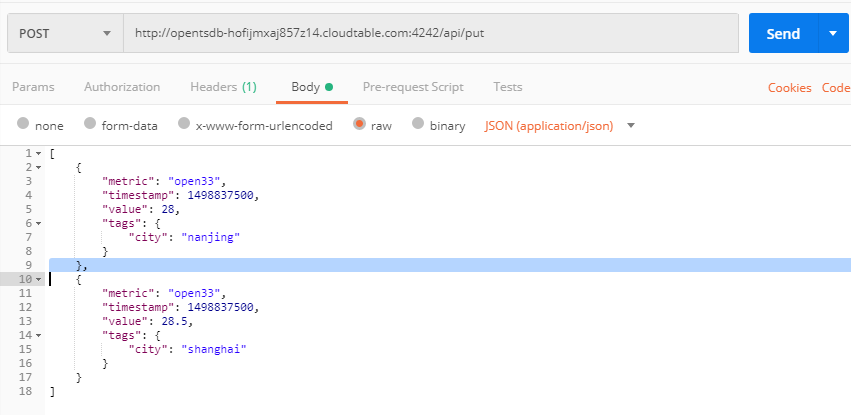 POST http://opentsdb-hofijmxaj857z14.cloudtable.com:4242/api/put Send
Params Authorization Headers (1) Body Pre-request Script Tests Cookies Code
none form-data x-www-form-urlencoded raw binary JSON (application/json)
1 [
2 {
3 "metric": "open33",
4 "timestamp": 1498837500,
5 "value": 28,
6 "tags": {
7 "city": "nanjing"
8 }
9 },
10 {
11 "metric": "open33",
12 "timestamp": 1498837500,
13 "value": 28.5,
14 "tags": {
15 "city": "shanghai"
16 }
17 }
18 ]